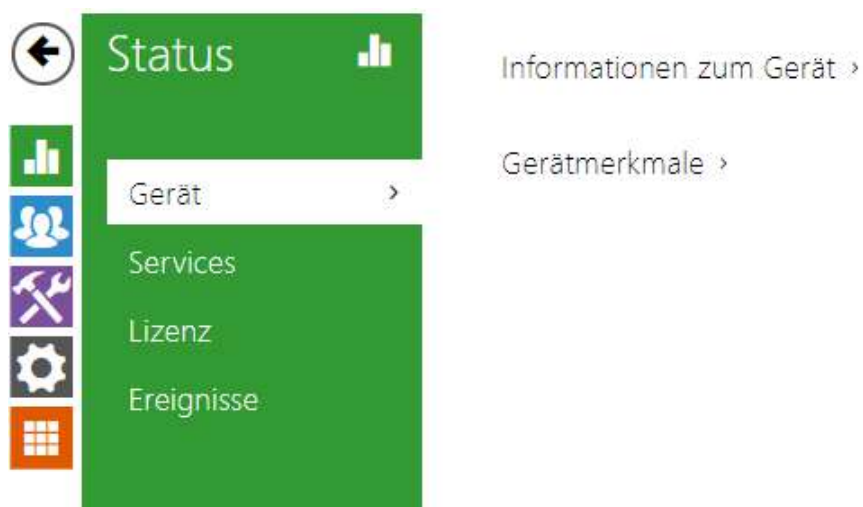 Status
Gerät
Services
Lizenz
Ereignisse
Informationen zum Gerät
Gerätmerkmale